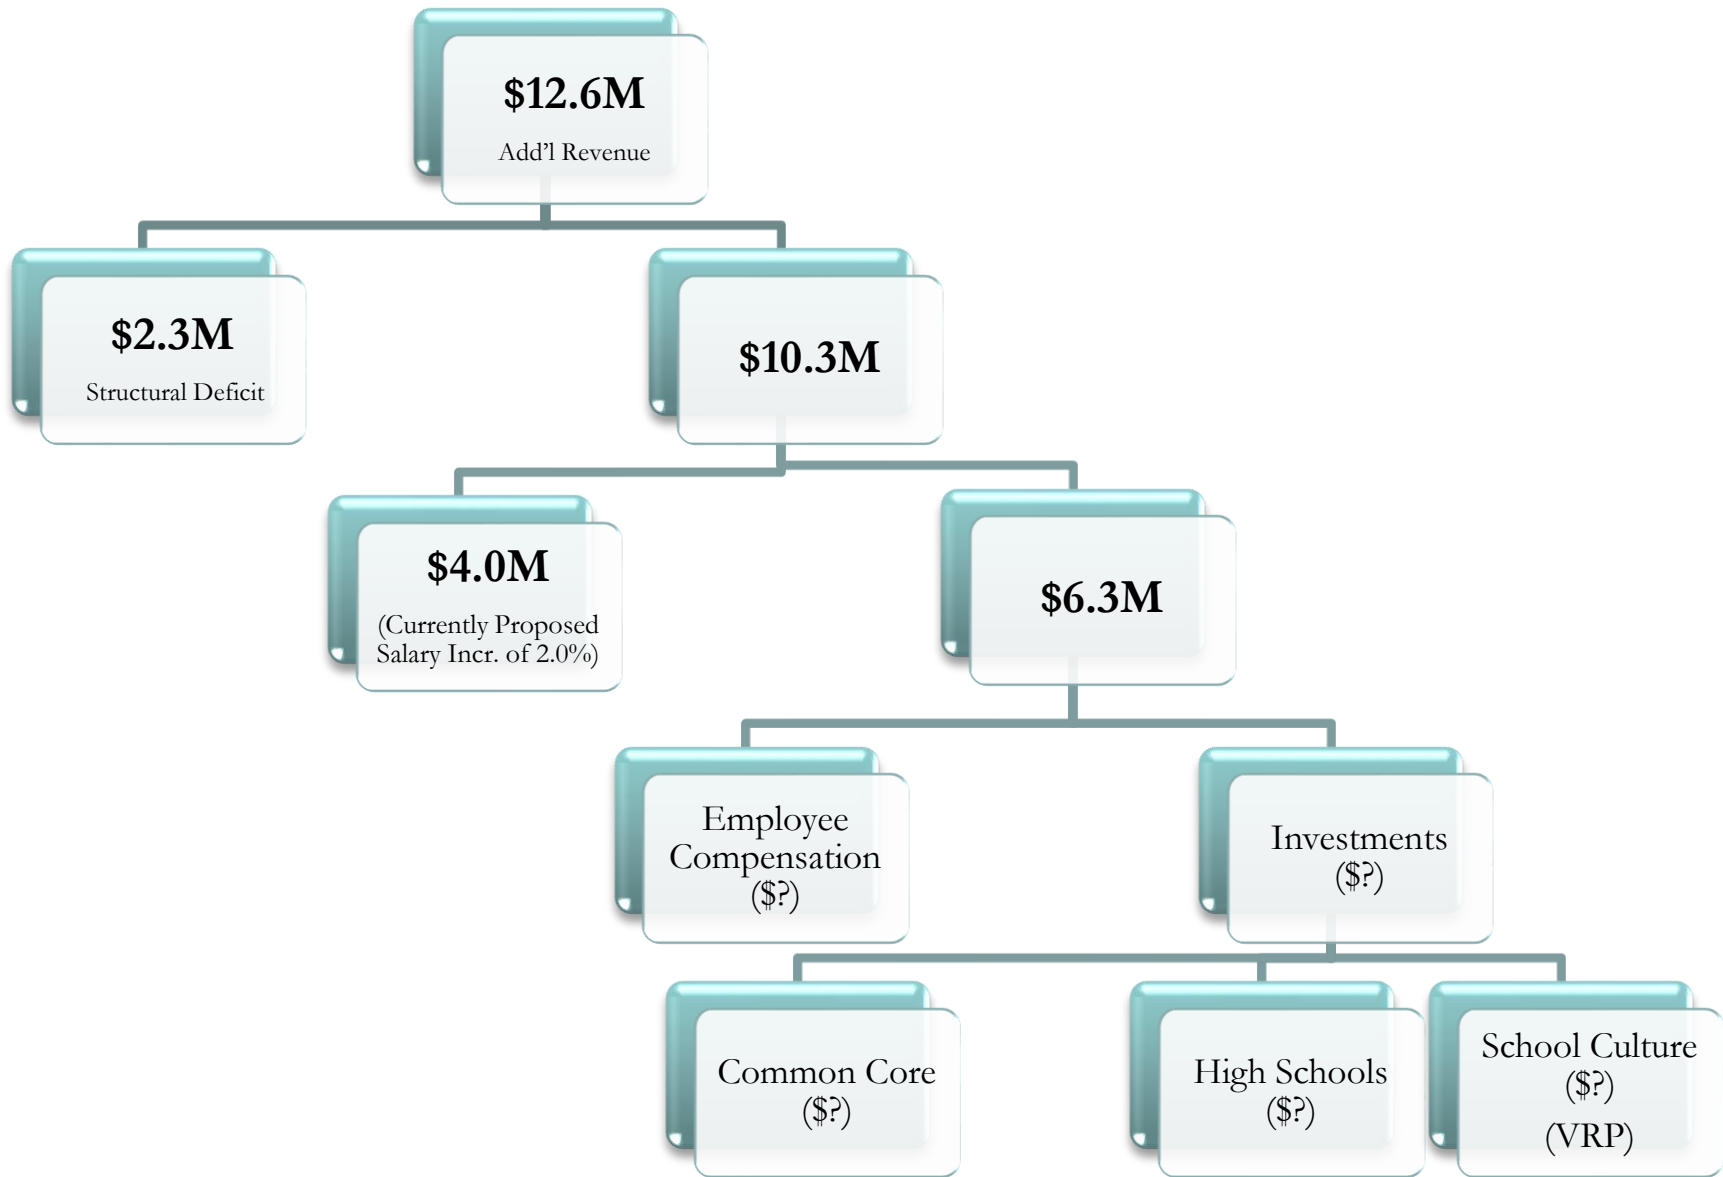 $12.6M
Add'l Revenue
$2.3M
Structural Deficit
$10.3M
$4.0M
(Currently Proposed
Salary Incr. of 2.0%)
$6.3M
Employee
Compensation
($?)
Investments
($?)
Common Core
($?)
High Schools
($?)
School Culture
($?)
(VRP)